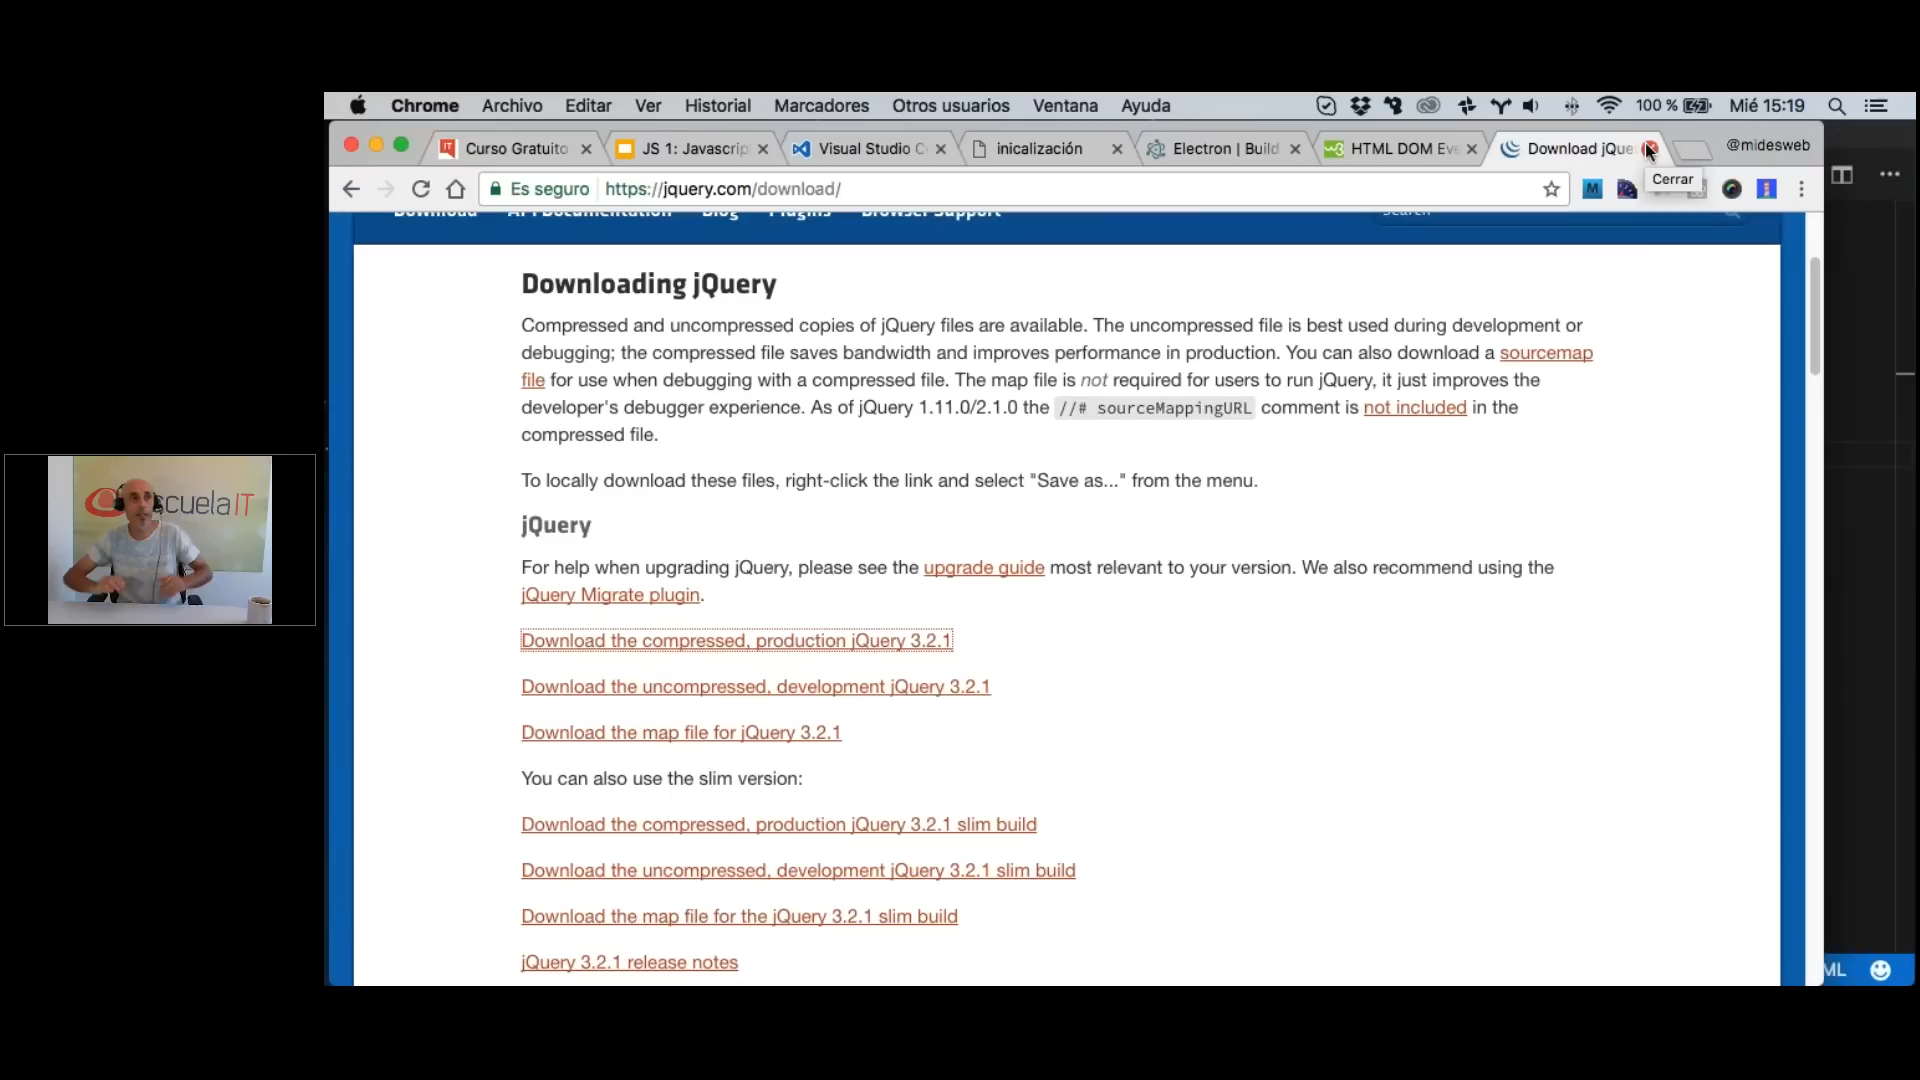 Chrome Archivo Editar Ver Historial Marcadores Otros usuarios Ventana Ayuda 100 % Mié 15:19
Curso Gratuito JS 1: Javascrip Visual Studio C inicalización Electron | Build HTML DOM Eve Download jQue @midesweb
Es seguro https://jquery.com/download/ Cerrar
Download API Documentation Blog Plugins Browser Support Search
Downloading jQuery
Compressed and uncompressed copies of jQuery files are available. The uncompressed file is best used during development or
debugging; the compressed file saves bandwidth and improves performance in production. You can also download a sourcemap
file for use when debugging with a compressed file. The map file is not required for users to run jQuery, it just improves the
developer's debugger experience. As of jQuery 1.11.0/2.1.0 the //# sourceMappingURL comment is not included in the
compressed file.
To locally download these files, right-click the link and select "Save as..." from the menu.
jQuery
For help when upgrading jQuery, please see the upgrade guide most relevant to your version. We also recommend using the
jQuery Migrate plugin.
Download the compressed, production jQuery 3.2.1
Download the uncompressed, development jQuery 3.2.1
Download the map file for jQuery 3.2.1
You can also use the slim version:
Download the compressed, production jQuery 3.2.1 slim build
Download the uncompressed, development jQuery 3.2.1 slim build
Download the map file for the jQuery 3.2.1 slim build
jQuery 3.2.1 release notes
ML
scuelaIT